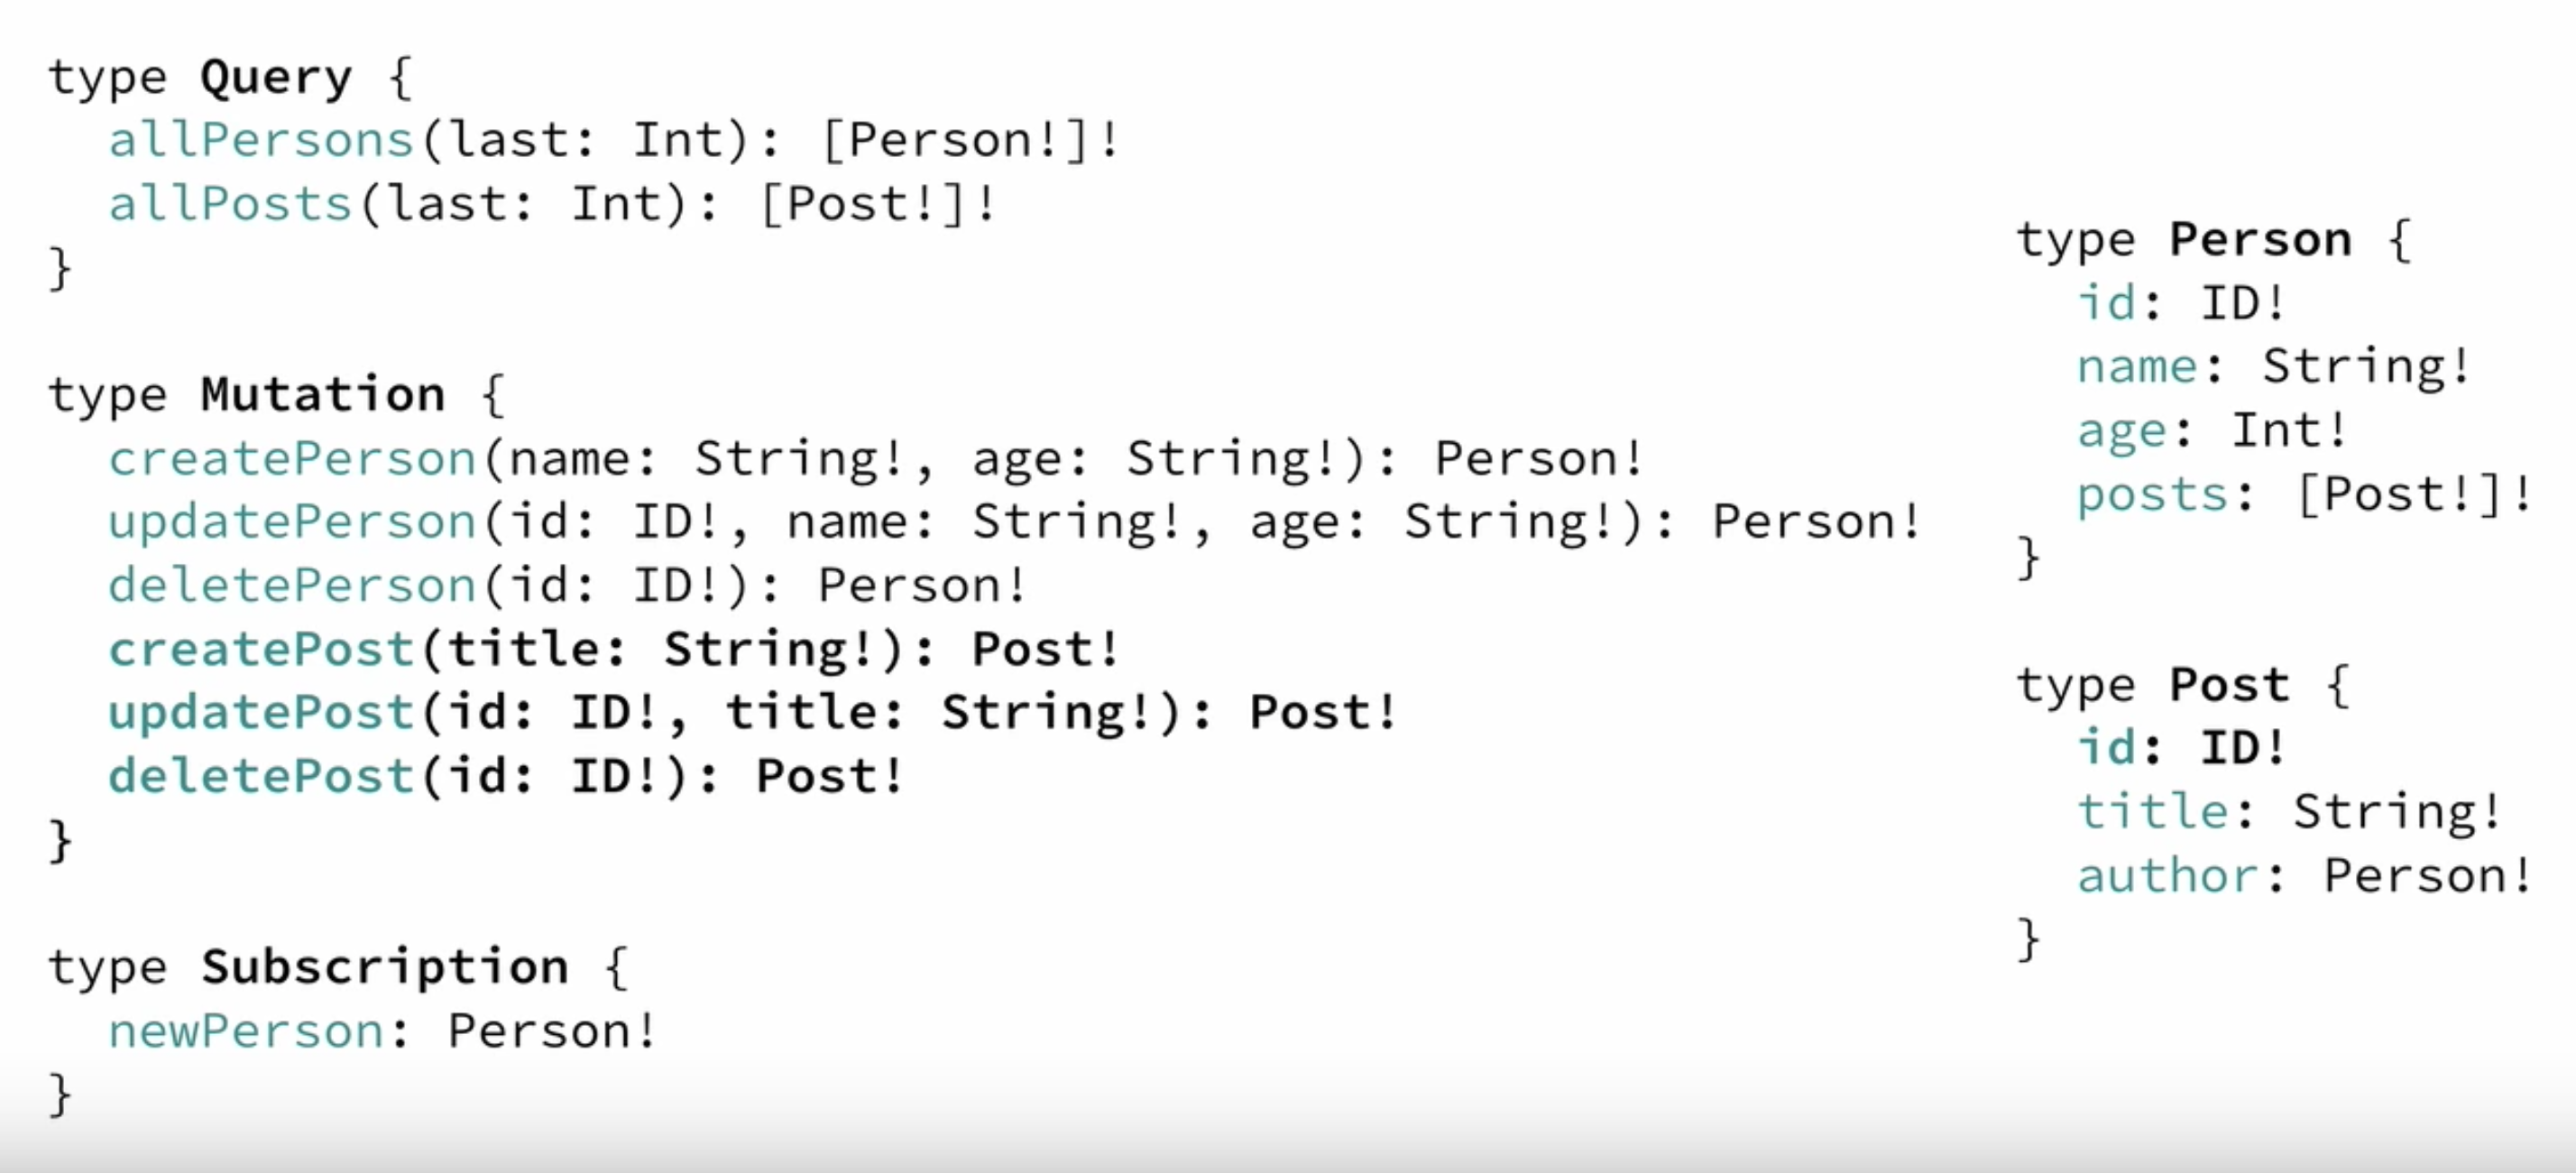 type Query {
  allPersons(last: Int): [Person!]!
  allPosts(last: Int): [Post!]!
}
type Mutation {
  createPerson(name: String!, age: String!): Person!
  updatePerson(id: ID!, name: String!, age: String!): Person!
  deletePerson(id: ID!): Person!
  createPost(title: String!): Post!
  updatePost(id: ID!, title: String!): Post!
  deletePost(id: ID!): Post!
}
type Subscription {
  newPerson: Person!
}
type Person {
  id: ID!
  name: String!
  age: Int!
  posts: [Post!]!
}
type Post {
  id: ID!
  title: String!
  author: Person!
}